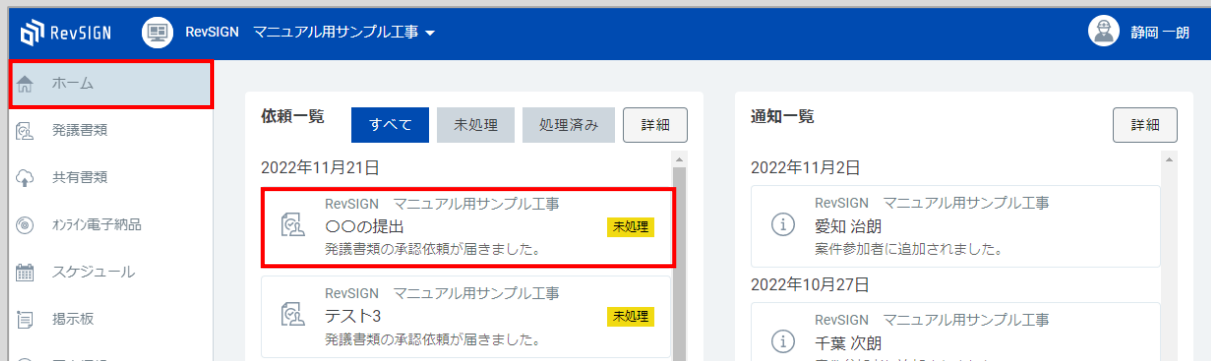 RevSIGN
RevSIGN マニュアル用サンプル工事
静岡 一朗
ホーム
発議書類
共有書類
オンライン電子納品
スケジュール
掲示板
依頼一覧
すべて
未処理
処理済み
詳細
2022年11月21日
RevSIGN マニュアル用サンプル工事
〇〇の提出
未処理
発議書類の承認依頼が届きました。
RevSIGN マニュアル用サンプル工事
テスト3
未処理
発議書類の承認依頼が届きました。
通知一覧
詳細
2022年11月2日
RevSIGN マニュアル用サンプル工事
愛知 治朗
案件参加者に追加されました。
2022年10月27日
RevSIGN マニュアル用サンプル工事
千葉 次朗